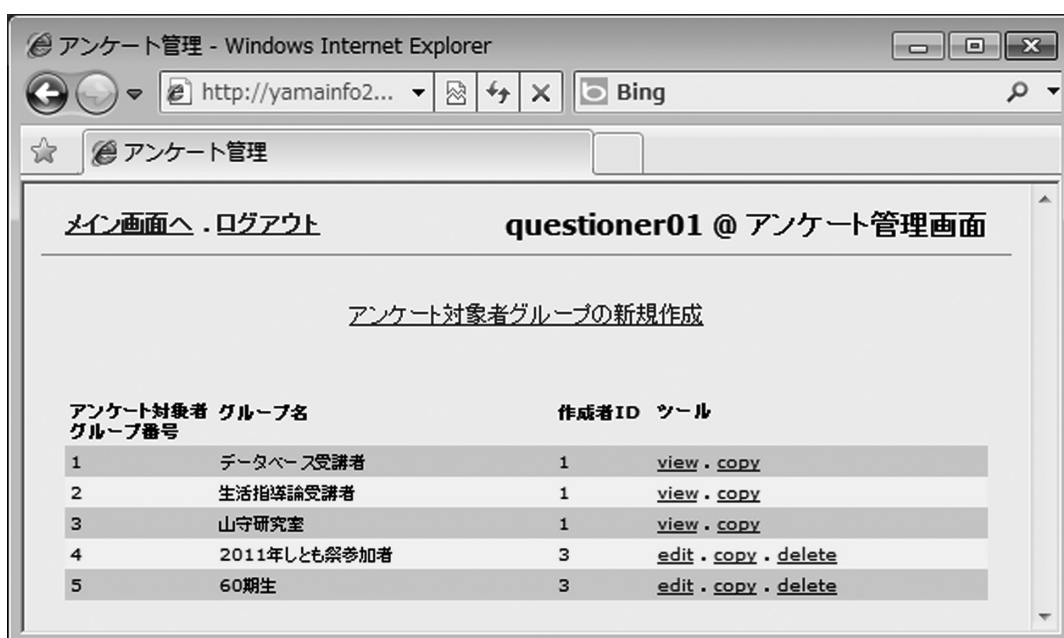 アンケート管理 - Windows Internet Explorer
http://yamainfo2...
Bing
アンケート管理
メイン画面へ . ログアウト
questioner01 @ アンケート管理画面
アンケート対象者グループの新規作成
アンケート対象者 グループ名 作成者ID ツール
グループ番号
1 データベース受講者 1 view . copy
2 生活指導論受講者 1 view . copy
3 山守研究室 1 view . copy
4 2011年しとも祭参加者 3 edit . copy . delete
5 60期生 3 edit . copy . delete